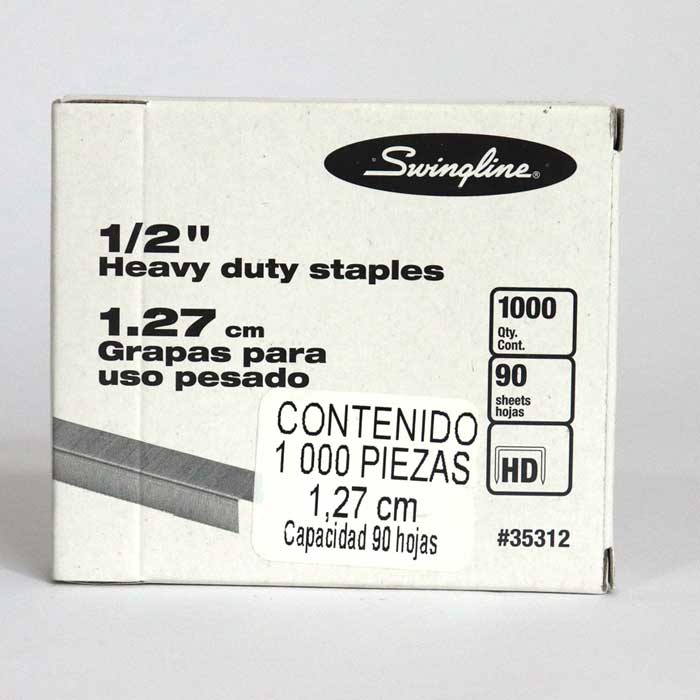 Swingline®
1/2"
Heavy duty staples
1.27 cm
Grapas para
uso pesado
1000
Qty.
Cont.
90
sheets
hojas
HD
#35312
CONTENIDO
1 000 PIEZAS
1,27 cm
Capacidad 90 hojas